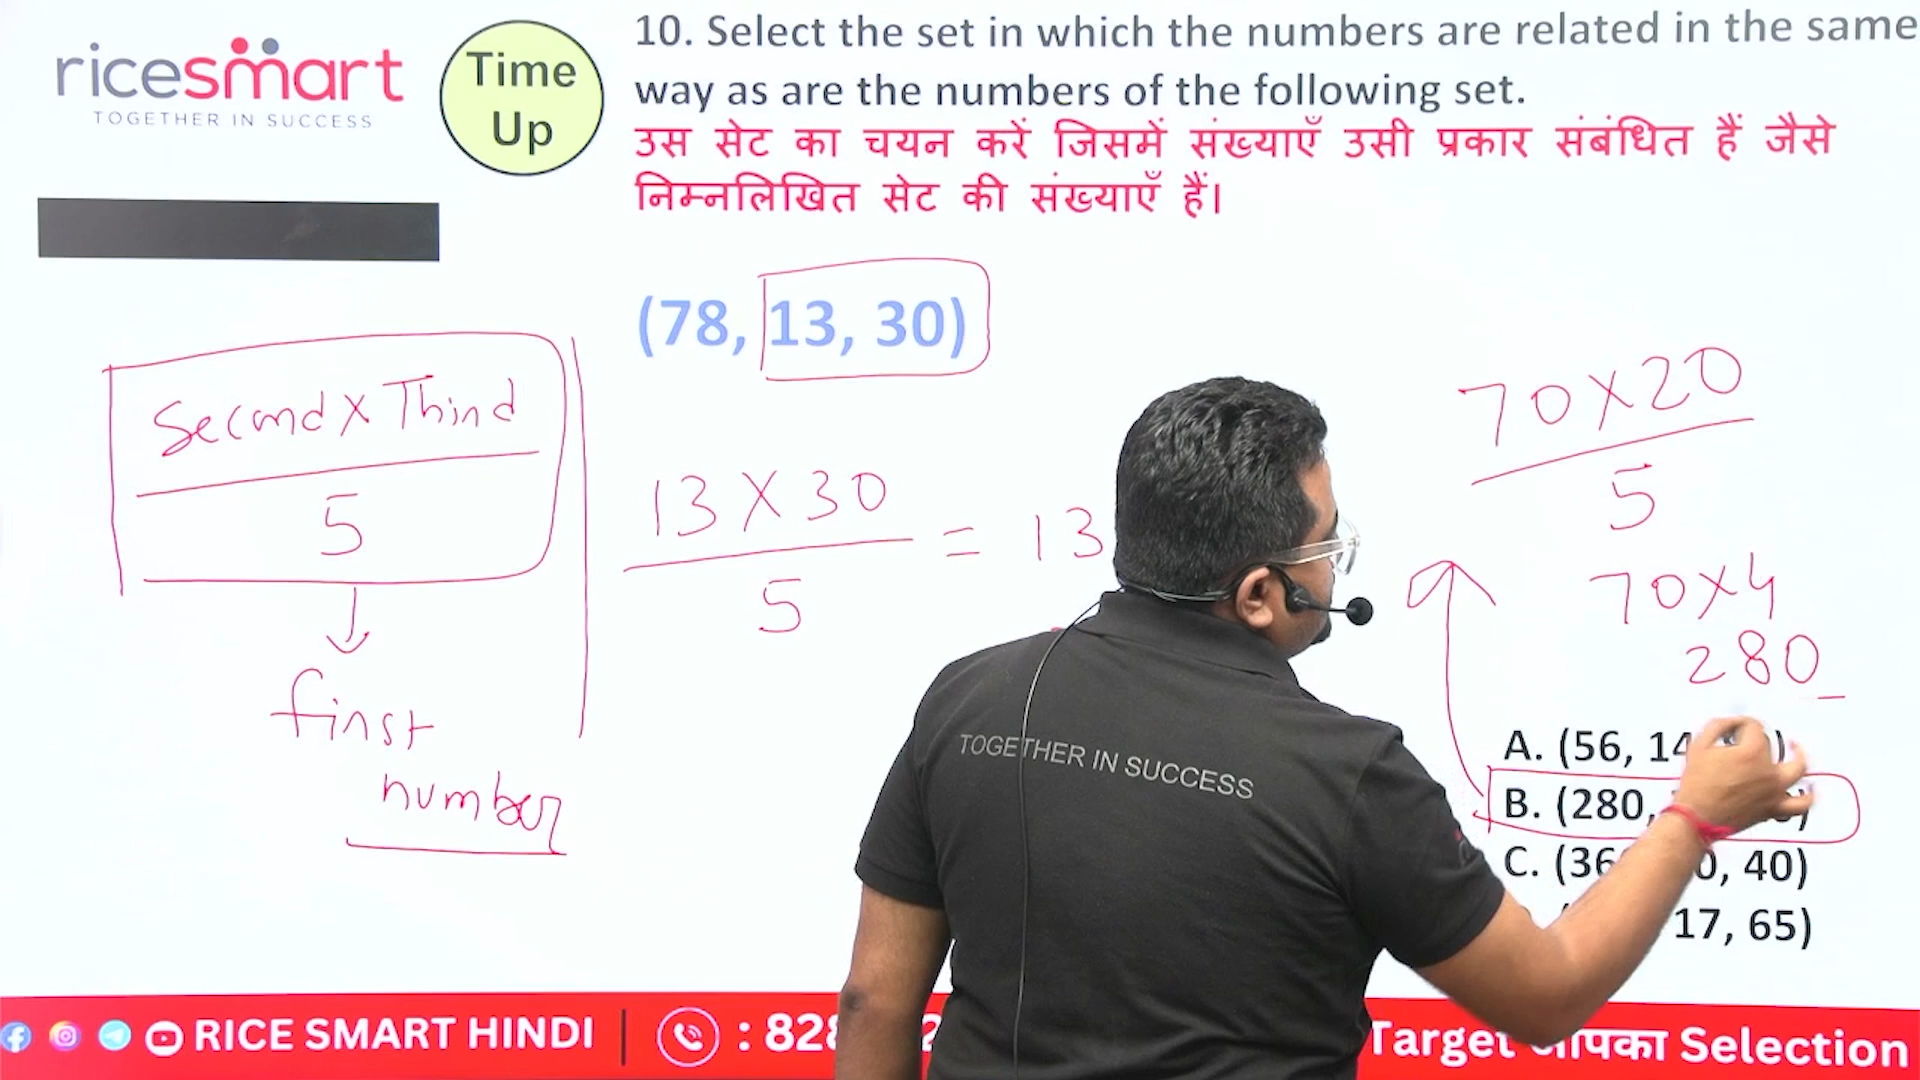 ricesmart
TOGETHER IN SUCCESS
Time
Up
10. Select the set in which the numbers are related in the same
way as are the numbers of the following set.
उस सेट का चयन करें जिसमें संख्याएँ उसी प्रकार संबंधित हैं जैसे
निम्नलिखित सेट की संख्याएँ हैं।
(78, 13, 30)
Second X Third
5
first
number
13 X 30
5
= 13
70 X 20
5
70 X 4
280
A. (56, 14
B. (280,
C. (36 0, 40)
17, 65)
TOGETHER IN SUCCESS
RICE SMART HINDI : 828
Target आपका Selection